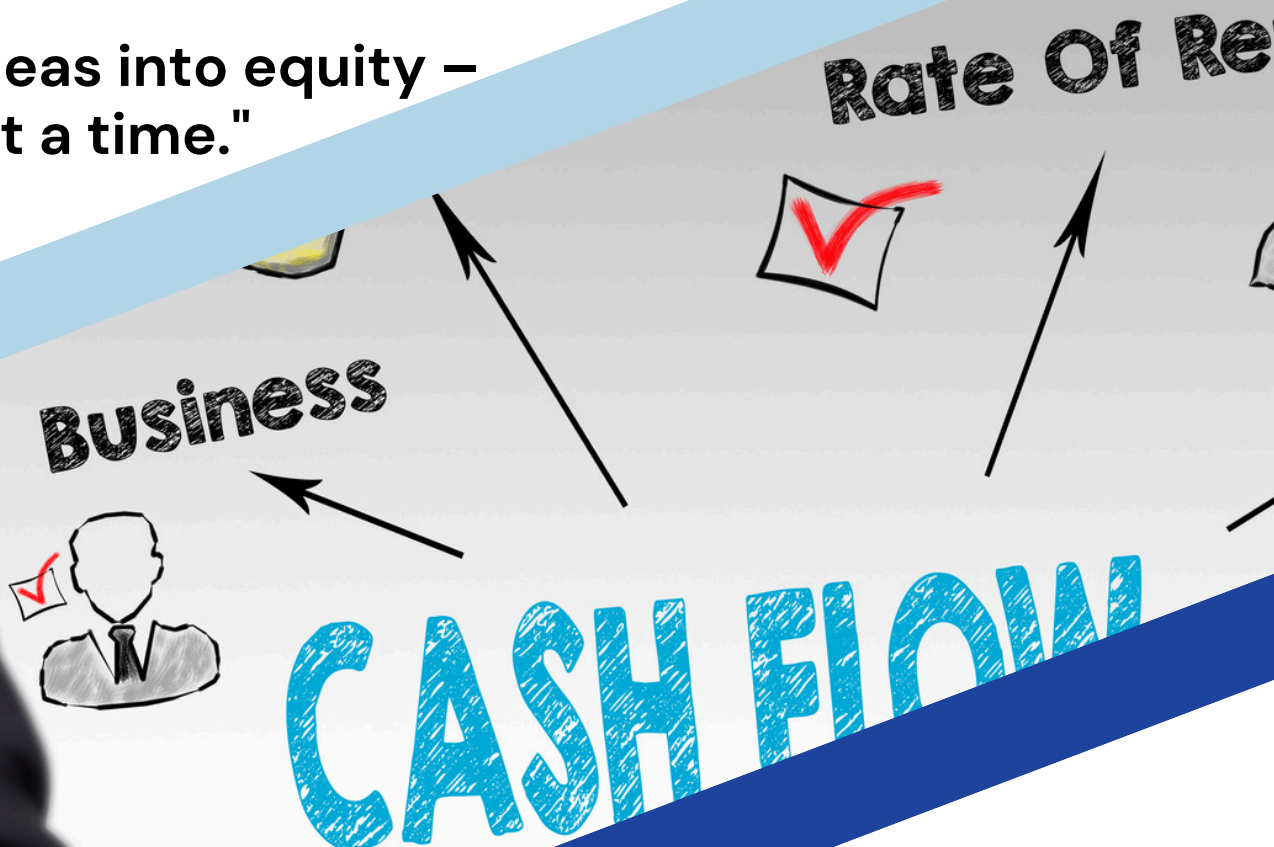 eas into equity –
t a time."
Rate Of Re
Business
CASH FLOW